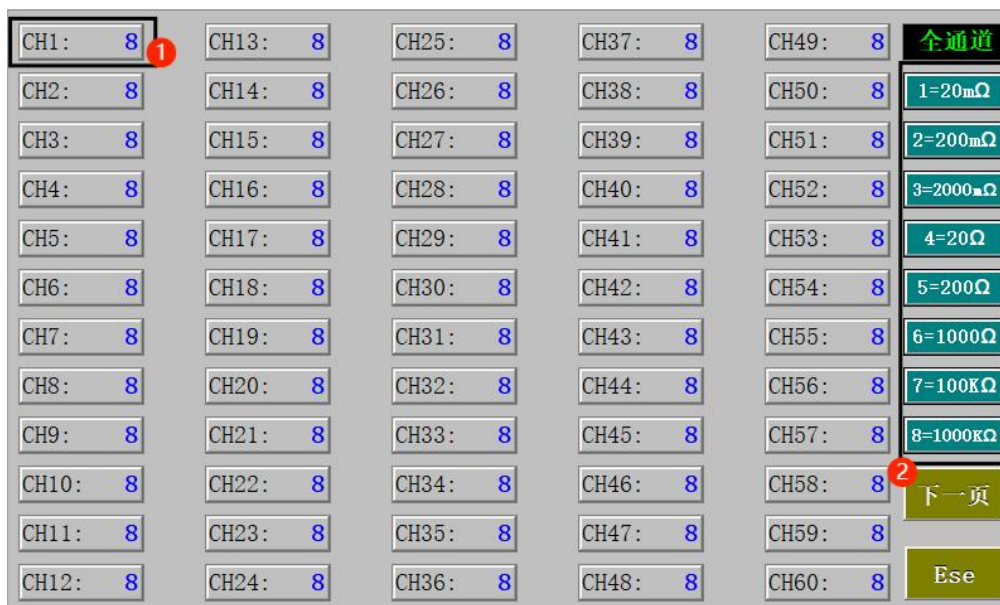 CH1: 8 1 CH13: 8 CH25: 8 CH37: 8 CH49: 8 全通道
CH2: 8 CH14: 8 CH26: 8 CH38: 8 CH50: 8 1=20mΩ
CH3: 8 CH15: 8 CH27: 8 CH39: 8 CH51: 8 2=200mΩ
CH4: 8 CH16: 8 CH28: 8 CH40: 8 CH52: 8 3=2000mΩ
CH5: 8 CH17: 8 CH29: 8 CH41: 8 CH53: 8 4=20Ω
CH6: 8 CH18: 8 CH30: 8 CH42: 8 CH54: 8 5=200Ω
CH7: 8 CH19: 8 CH31: 8 CH43: 8 CH55: 8 6=1000Ω
CH8: 8 CH20: 8 CH32: 8 CH44: 8 CH56: 8 7=100KΩ
CH9: 8 CH21: 8 CH33: 8 CH45: 8 CH57: 8 8=1000KΩ
CH10: 8 CH22: 8 CH34: 8 CH46: 8 CH58: 8 2 下一页
CH11: 8 CH23: 8 CH35: 8 CH47: 8 CH59: 8
CH12: 8 CH24: 8 CH36: 8 CH48: 8 CH60: 8 Ese